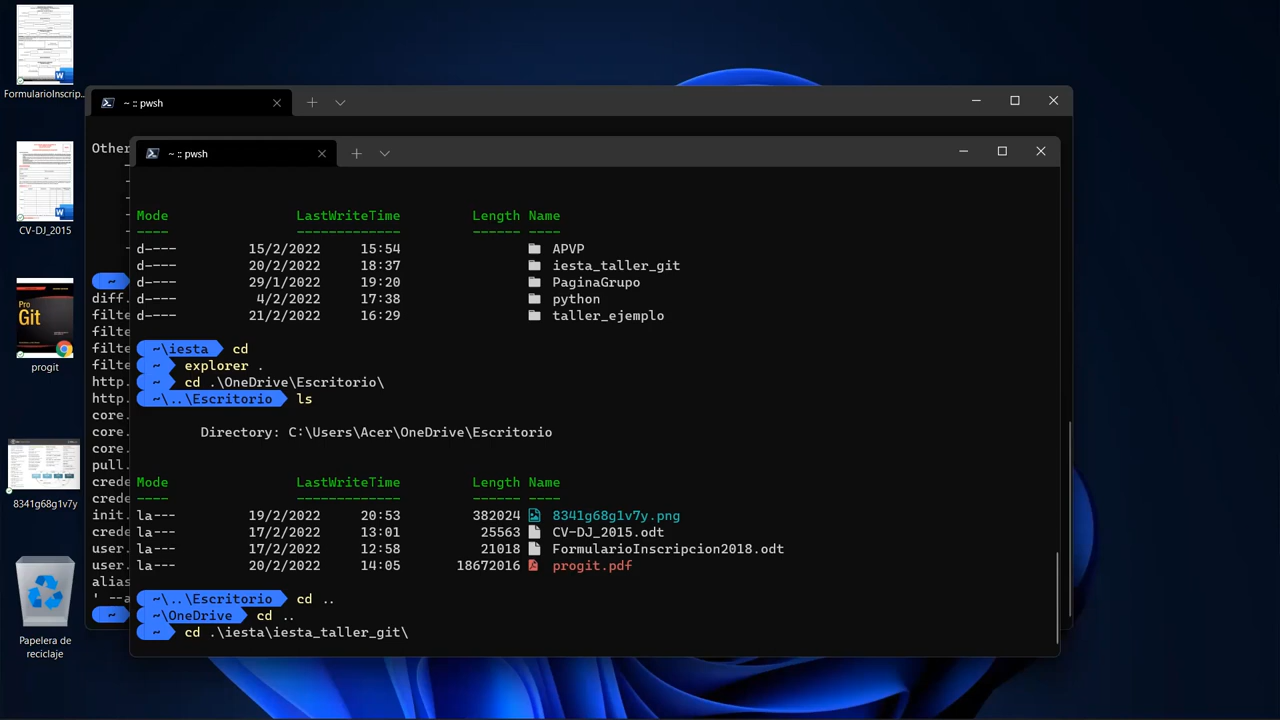 FormularioInscrip...
CV-DJ_2015
Pro
Git
progit
8341g68g1v7y
Papelera de
reciclaje
~ :: pwsh
Other
~
diff.
filte
filte
filte
filte
http.
http.
core.
core.
core.
crede
init.
crede
user.
user.
alias
' --a
~
~ :: pwsh
Mode LastWriteTime Length Name
---- ------------- ------ ----
d---- 15/2/2022 15:54 APVP
d---- 20/2/2022 18:37 iesta_taller_git
d---- 29/1/2022 19:20 PaginaGrupo
d---- 4/2/2022 17:38 python
d---- 21/2/2022 16:29 taller_ejemplo
~\iesta cd
~ explorer .
~ cd .\OneDrive\Escritorio\
~\..\Escritorio ls
Directory: C:\Users\Acer\OneDrive\Escritorio
Mode LastWriteTime Length Name
---- ------------- ------ ----
la--- 19/2/2022 20:53 382024 8341g68g1v7y.png
la--- 17/2/2022 13:01 25563 CV-DJ_2015.odt
la--- 17/2/2022 12:58 21018 FormularioInscripcion2018.odt
la--- 20/2/2022 14:05 18672016 progit.pdf
~\..\Escritorio cd ..
~\OneDrive cd ..
~ cd .\iesta\iesta_taller_git\